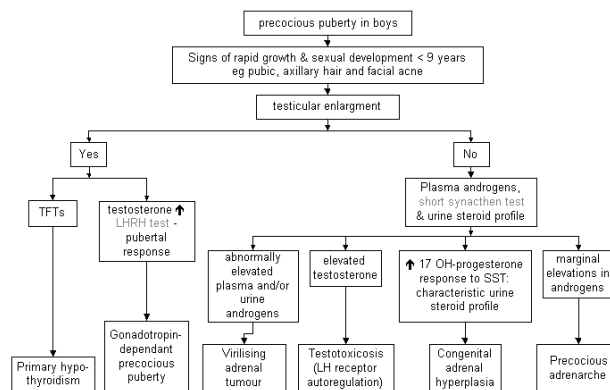 precocious puberty in boys
Signs of rapid growth & sexual development < 9 years
eg pubic, axillary hair and facial acne
testicular enlargment
Yes
No
TFTs
testosterone ↑
LHRH test -
pubertal
response
Plasma androgens,
short synacthen test
& urine steroid profile
abnormally
elevated
plasma and/or
urine
androgens
elevated
testosterone
↑ 17 OH-progesterone
response to SST:
characteristic urine
steroid profile
marginal
elevations in
androgens
Primary hypo-
thyroidism
Gonadotropin-
dependant
precocious
puberty
Virilising
adrenal
tumour
Testotoxicosis
(LH receptor
autoregulation)
Congenital
adrenal
hyperplasia
Precocious
adrenarche